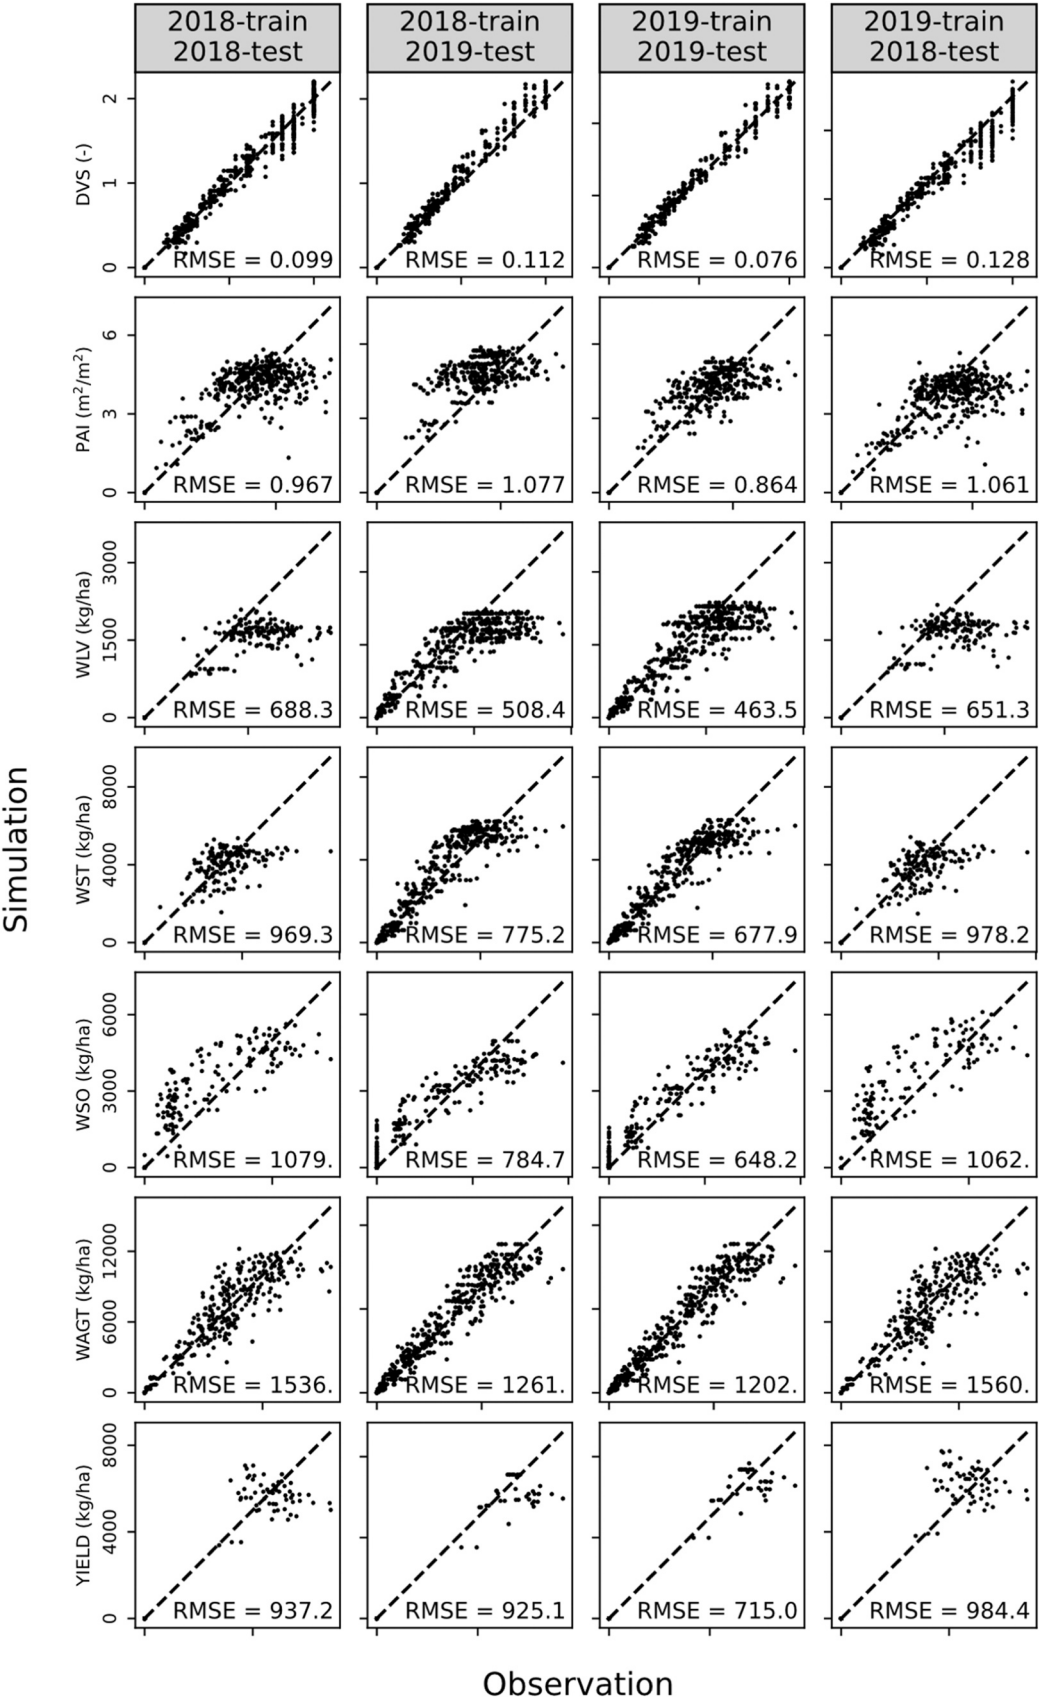 2018-train
2018-test
2018-train
2019-test
2019-train
2019-test
2019-train
2018-test
DVS (-)
2
1
0
RMSE = 0.099
RMSE = 0.112
RMSE = 0.076
RMSE = 0.128
PAI (m²/m²)
6
3
0
RMSE = 0.967
RMSE = 1.077
RMSE = 0.864
RMSE = 1.061
WLV (kg/ha)
3000
1500
0
RMSE = 688.3
RMSE = 508.4
RMSE = 463.5
RMSE = 651.3
Simulation
WST (kg/ha)
8000
4000
0
RMSE = 969.3
RMSE = 775.2
RMSE = 677.9
RMSE = 978.2
WSO (kg/ha)
6000
3000
0
RMSE = 1079.
RMSE = 784.7
RMSE = 648.2
RMSE = 1062.
WAGT (kg/ha)
12000
6000
0
RMSE = 1536.
RMSE = 1261.
RMSE = 1202.
RMSE = 1560.
YIELD (kg/ha)
8000
4000
0
RMSE = 937.2
RMSE = 925.1
RMSE = 715.0
RMSE = 984.4
Observation